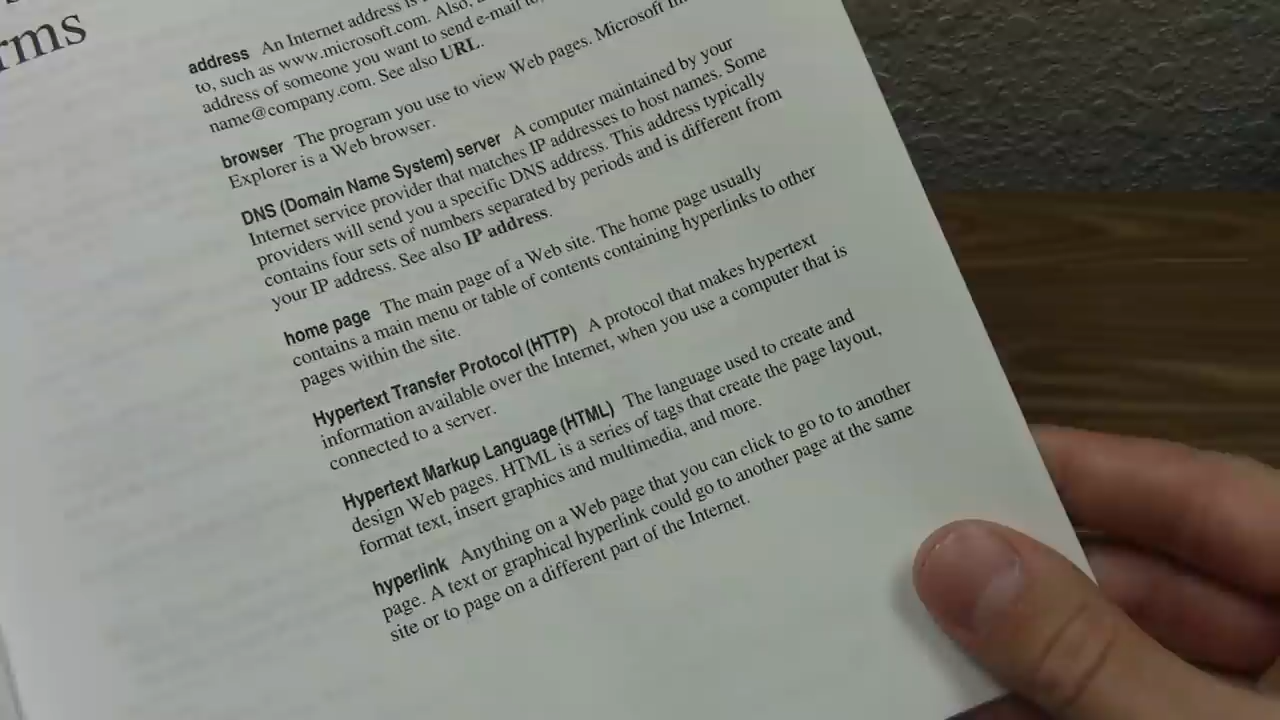 rms
address An Internet address is
to, such as www.microsoft.com. Also,
address of someone you want to send e-mail to,
name@company.com. See also URL.
browser The program you use to view Web pages. Microsoft
Explorer is a Web browser.
DNS (Domain Name System) server A computer maintained by your
Internet service provider that matches IP addresses to host names. Some
providers will send you a specific DNS address. This address typically
contains four sets of numbers separated by periods and is different from
your IP address. See also IP address.
home page The main page of a Web site. The home page usually
contains a main menu or table of contents containing hyperlinks to other
pages within the site.
Hypertext Transfer Protocol (HTTP) A protocol that makes hypertext
information available over the Internet, when you use a computer that is
connected to a server.
Hypertext Markup Language (HTML) The language used to create and
design Web pages. HTML is a series of tags that create the page layout,
format text, insert graphics and multimedia, and more.
hyperlink Anything on a Web page that you can click to go to to another
page. A text or graphical hyperlink could go to another page at the same
site or to page on a different part of the Internet.